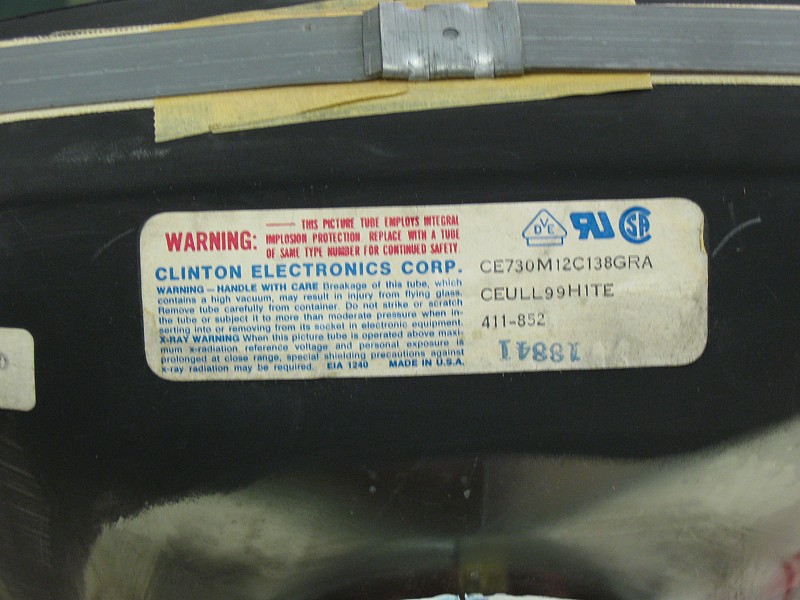 WARNING: THIS PICTURE TUBE EMPLOYS INTEGRAL
IMPLOSION PROTECTION REPLACE WITH A TUBE
OF SAME TYPE NUMBER FOR CONTINUED SAFETY.
CLINTON ELECTRONICS CORP.
WARNING – HANDLE WITH CARE Breakage of this tube, which
contains a high vacuum, may result in injury from flying glass.
Remove tube carefully from container. Do not strike or scratch
the tube or subject it to more than moderate pressure when in-
serting into or removing from its socket in electronic equipment.
X-RAY WARNING When this picture tube is operated above maxi-
mum x-radiation reference voltage and personal exposure is
prolonged at close range, special shielding precautions against
x-ray radiation may be required. EIA 1240 MADE IN U.S.A.
DVE UR SA
CE730M12C138GRA
CEULL99H1TE
411-852
18841